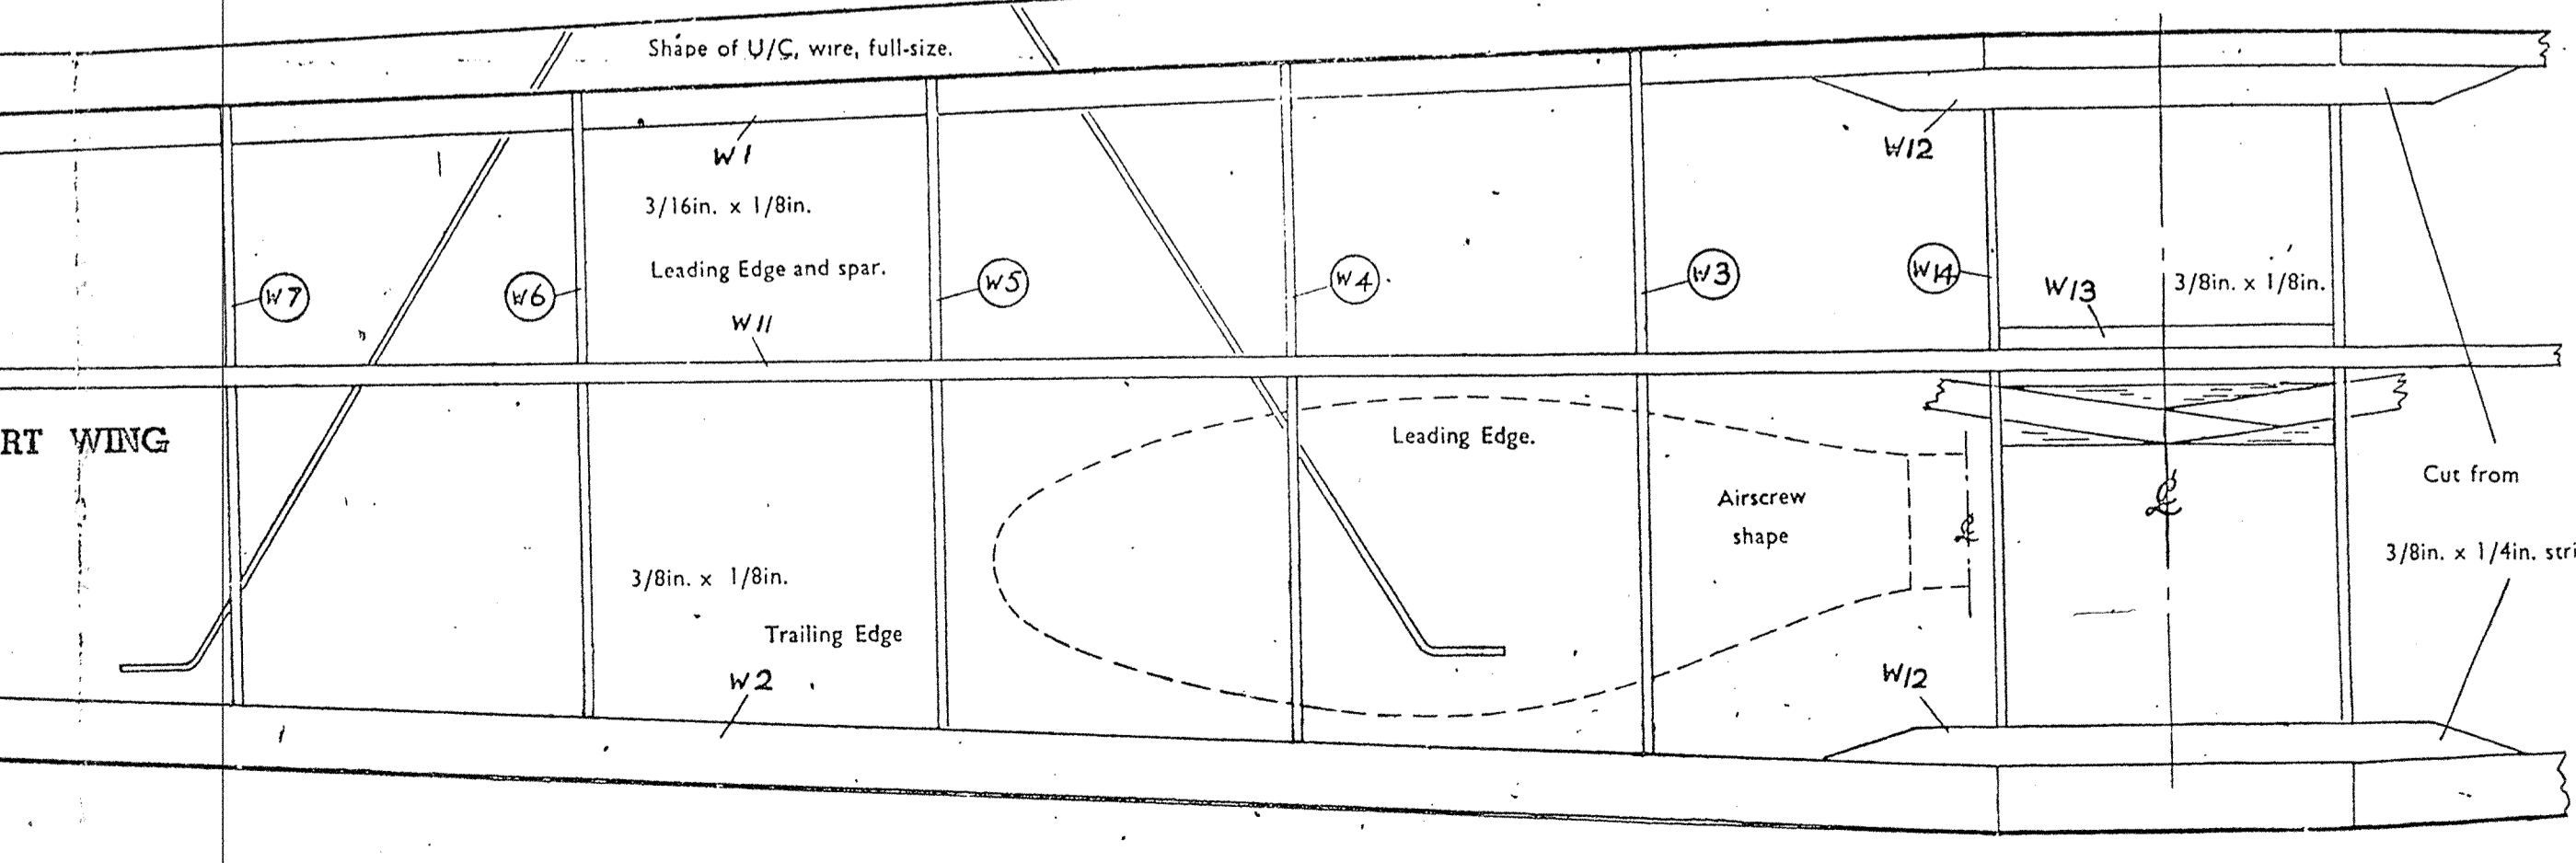 Shape of U/C, wire, full-size.
W1
3/16in. x 1/8in.
Leading Edge and spar.
W11
W7
W6
W5
W4
W3
W14
W12
W13
3/8in. x 1/8in.
RT WING
Leading Edge.
Airscrew
shape
℄
℄
Cut from
3/8in. x 1/4in. stri
3/8in. x 1/8in.
Trailing Edge
W2
W12